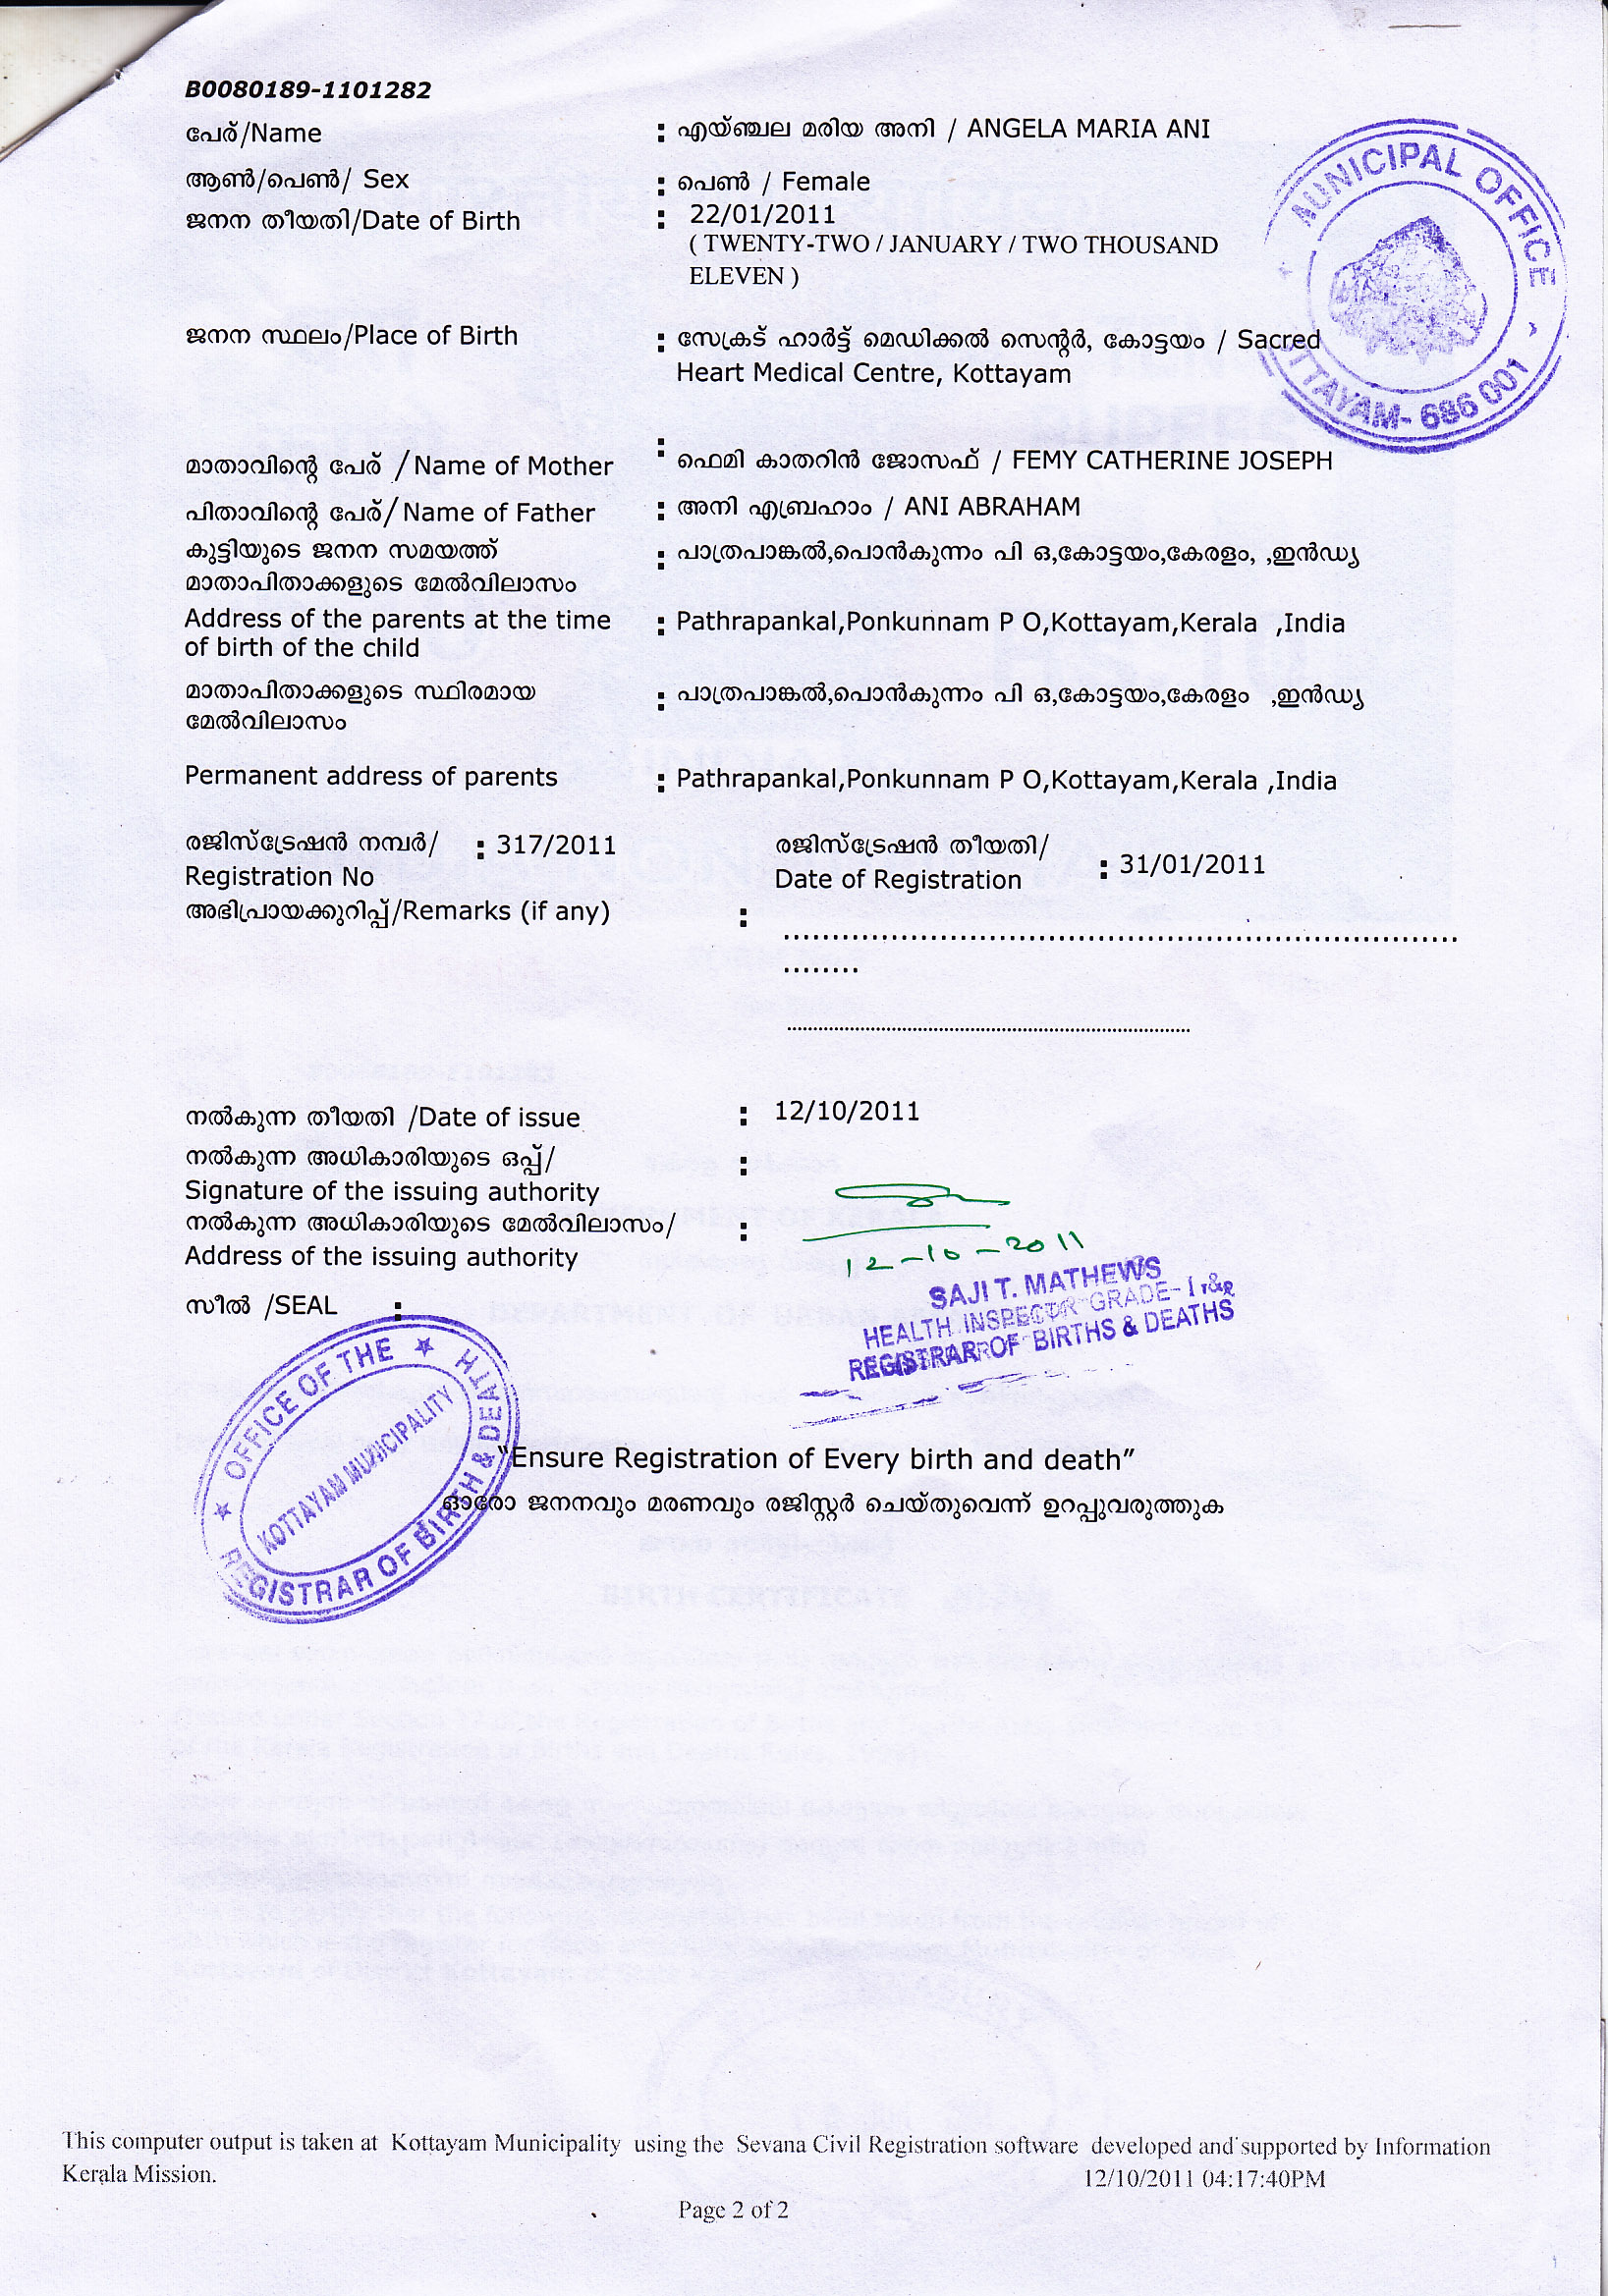 B0080189-1101282
പേര്/Name : എയ്ഞ്ചല മരിയ അനി / ANGELA MARIA ANI
ആൺ/പെൺ/ Sex : പെൺ / Female
ജനന തീയതി/Date of Birth : 22/01/2011
( TWENTY-TWO / JANUARY / TWO THOUSAND
ELEVEN )
MUNICIPAL OFFICE
KOTTAYAM- 686 001
ജനന സ്ഥലം/Place of Birth : സേക്രട് ഹാർട്ട് മെഡിക്കൽ സെന്റർ, കോട്ടയം / Sacred
Heart Medical Centre, Kottayam
മാതാവിന്റെ പേര് /Name of Mother : ഫെമി കാതറിൻ ജോസഫ് / FEMY CATHERINE JOSEPH
പിതാവിന്റെ പേര്/Name of Father : അനി എബ്രഹാം / ANI ABRAHAM
കുട്ടിയുടെ ജനന സമയത്ത് : പാത്രപാങ്കൽ,പൊൻകുന്നം പി ഒ,കോട്ടയം,കേരളം, ,ഇൻഡ്യ
മാതാപിതാക്കളുടെ മേൽവിലാസം
Address of the parents at the time : Pathrapankal,Ponkunnam P O,Kottayam,Kerala ,India
of birth of the child
മാതാപിതാക്കളുടെ സ്ഥിരമായ : പാത്രപാങ്കൽ,പൊൻകുന്നം പി ഒ,കോട്ടയം,കേരളം ,ഇൻഡ്യ
മേൽവിലാസം
Permanent address of parents : Pathrapankal,Ponkunnam P O,Kottayam,Kerala ,India
രജിസ്ട്രേഷൻ നമ്പർ/ : 317/2011 രജിസ്ട്രേഷൻ തീയതി/
Registration No Date of Registration : 31/01/2011
അഭിപ്രായക്കുറിപ്പ്/Remarks (if any) :
നൽകുന്ന തീയതി /Date of issue : 12/10/2011
നൽകുന്ന അധികാരിയുടെ ഒപ്പ്/ :
Signature of the issuing authority
നൽകുന്ന അധികാരിയുടെ മേൽവിലാസം/ :
Address of the issuing authority
12-10-2011
സീൽ /SEAL :
SAJI T. MATHEWS
HEALTH INSPECTOR GRADE- I
REGISTRAR OF BIRTHS & DEATHS
OFFICE OF THE
REGISTRAR OF BIRTH & DEATH
KOTTAYAM MUNICIPALITY
"Ensure Registration of Every birth and death”
ഓരോ ജനനവും മരണവും രജിസ്റ്റർ ചെയ്തുവെന്ന് ഉറപ്പുവരുത്തുക
This computer output is taken at Kottayam Municipality using the Sevana Civil Registration software developed and supported by Information
Kerala Mission. 12/10/2011 04:17:40PM
Page 2 of 2